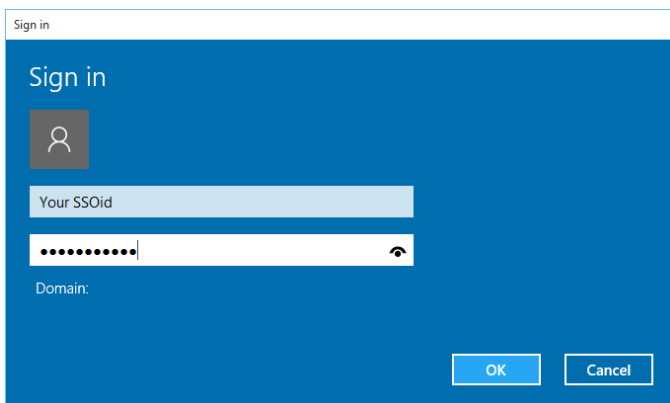 Sign in
Sign in
Your SSOid
●●●●●●●●●●●
Domain:
OK Cancel